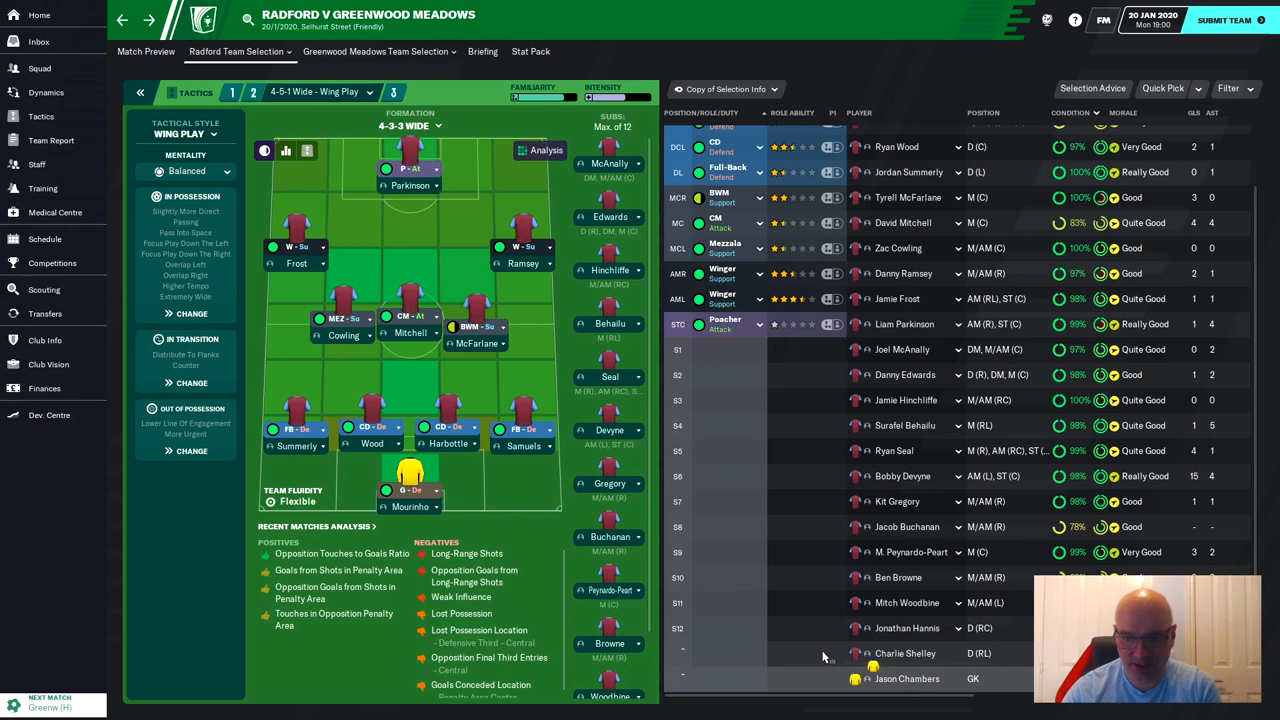 Home
Inbox
Squad
Dynamics
Tactics
Team Report
Staff
Training
Medical Centre
Schedule
Competitions
Scouting
Transfers
Club Info
Club Vision
Finances
Dev. Centre
NEXT MATCH
Greenw (H)
RADFORD V GREENWOOD MEADOWS
20/1/2020, Selhurst Street (Friendly)
FM
20 JAN 2020
Mon 19:00
SUBMIT TEAM
Match Preview
Radford Team Selection
Greenwood Meadows Team Selection
Briefing
Stat Pack
TACTICS
1
2
4-5-1 Wide - Wing Play
3
FAMILIARITY
INTENSITY
TACTICAL STYLE
WING PLAY
MENTALITY
Balanced
IN POSSESSION
Slightly More Direct
Passing
Pass Into Space
Focus Play Down The Left
Focus Play Down The Right
Overlap Left
Overlap Right
Higher Tempo
Extremely Wide
CHANGE
IN TRANSITION
Distribute To Flanks
Counter
CHANGE
OUT OF POSSESSION
Lower Line Of Engagement
More Urgent
CHANGE
FORMATION
4-3-3 WIDE
Analysis
P - At
Parkinson
W - Su
Frost
W - Su
Ramsey
MEZ - Su
Cowling
CM - At
Mitchell
BWM - Su
McFarlane
FB - De
Summerly
CD - De
Wood
CD - De
Harbottle
FB - De
Samuels
G - De
Mourinho
TEAM FLUIDITY
Flexible
RECENT MATCHES ANALYSIS >
POSITIVES
Opposition Touches to Goals Ratio
Goals from Shots in Penalty Area
Opposition Goals from Shots in
Penalty Area
Touches in Opposition Penalty
Area
NEGATIVES
Long-Range Shots
Opposition Goals from
Long-Range Shots
Weak Influence
Lost Possession
Lost Possession Location
- Defensive Third - Central
Opposition Final Third Entries
- Central
Goals Conceded Location
- Penalty Area Centre
SUBS:
Max. of 12
McAnally
DM, M/AM (C)
Edwards
D (R), DM, M (C)
Hinchliffe
M/AM (RC)
Behailu
M (RL)
Seal
M (R), AM (RC), S...
Devyne
AM (L), ST (C)
Gregory
M/AM (R)
Buchanan
M/AM (R)
Peynardo-Peart
M (C)
Browne
M/AM (R)
Woodbine
Copy of Selection Info
Selection Advice
Quick Pick
Filter
POSITION/ROLE/DUTY ROLE ABILITY PI PLAYER POSITION CONDITION MORALE GLS AST
Defend
DCL CD Defend Ryan Wood D (C) 97% Very Good 2 1
DL Full-Back Defend Jordan Summerly D (L) 100% Really Good 0 1
MCR BWM Support Tyrell McFarlane M (C) 100% Good 3 0
MC CM Attack David Mitchell M (C) 83% Quite Good 4 4
MCL Mezzala Support Zac Cowling M/AM (C) 100% Good 0 0
AMR Winger Support Danny Ramsey M/AM (R) 97% Good 2 1
AML Winger Support Jamie Frost AM (RL), ST (C) 98% Quite Good 1 1
STC Poacher Attack Liam Parkinson AM (R), ST (C) 99% Really Good 1 4
S1 Joel McAnally DM, M/AM (C) 97% Quite Good 0 2
S2 Danny Edwards D (R), DM, M (C) 98% Quite Good 1 2
S3 Jamie Hinchliffe M/AM (RC) 100% Quite Good 0 0
S4 Surafer Behailu M (RL) 98% Quite Good 1 5
S5 Ryan Seal M (R), AM (RC), ST (... 98% Quite Good 4 1
S6 Bobby Devyne AM (L), ST (C) 98% Really Good 15 4
S7 Kit Gregory M/AM (R) 98% Good 1 1
S8 Jacob Buchanan M/AM (R) 78% Good - -
S9 M. Peynardo-Peart M (C) 99% Very Good 3 2
S10 Ben Browne M/AM (R)
S11 Mitch Woodbine M/AM (L)
S12 Jonathan Hannis D (RC)
- Charlie Shelley D (RL)
- Jason Chambers GK